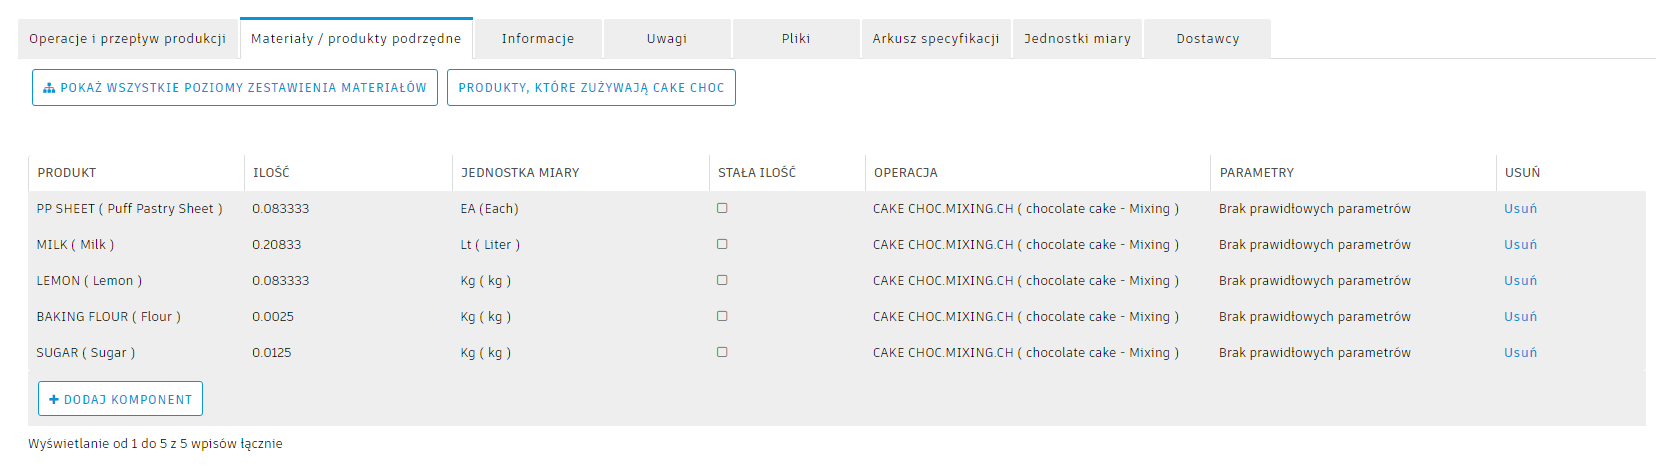 Operacje i przepływ produkcji Materiały / produkty podrzędne Informacje Uwagi Pliki Arkusz specyfikacji Jednostki miary Dostawcy
POKAŻ WSZYSTKIE POZIOMY ZESTAWIENIA MATERIAŁÓW PRODUKTY, KTÓRE ZUŻYWAJĄ CAKE CHOC
PRODUKT ILOŚĆ JEDNOSTKA MIARY STAŁA ILOŚĆ OPERACJA PARAMETRY USUŃ
PP SHEET ( Puff Pastry Sheet ) 0.083333 EA (Each) CAKE CHOC.MIXING.CH ( chocolate cake - Mixing ) Brak prawidłowych parametrów Usuń
MILK ( Milk ) 0.20833 Lt ( Liter ) CAKE CHOC.MIXING.CH ( chocolate cake - Mixing ) Brak prawidłowych parametrów Usuń
LEMON ( Lemon ) 0.083333 Kg ( kg ) CAKE CHOC.MIXING.CH ( chocolate cake - Mixing ) Brak prawidłowych parametrów Usuń
BAKING FLOUR ( Flour ) 0.0025 Kg ( kg ) CAKE CHOC.MIXING.CH ( chocolate cake - Mixing ) Brak prawidłowych parametrów Usuń
SUGAR ( Sugar ) 0.0125 Kg ( kg ) CAKE CHOC.MIXING.CH ( chocolate cake - Mixing ) Brak prawidłowych parametrów Usuń
+ DODAJ KOMPONENT
Wyświetlanie od 1 do 5 z 5 wpisów łącznie